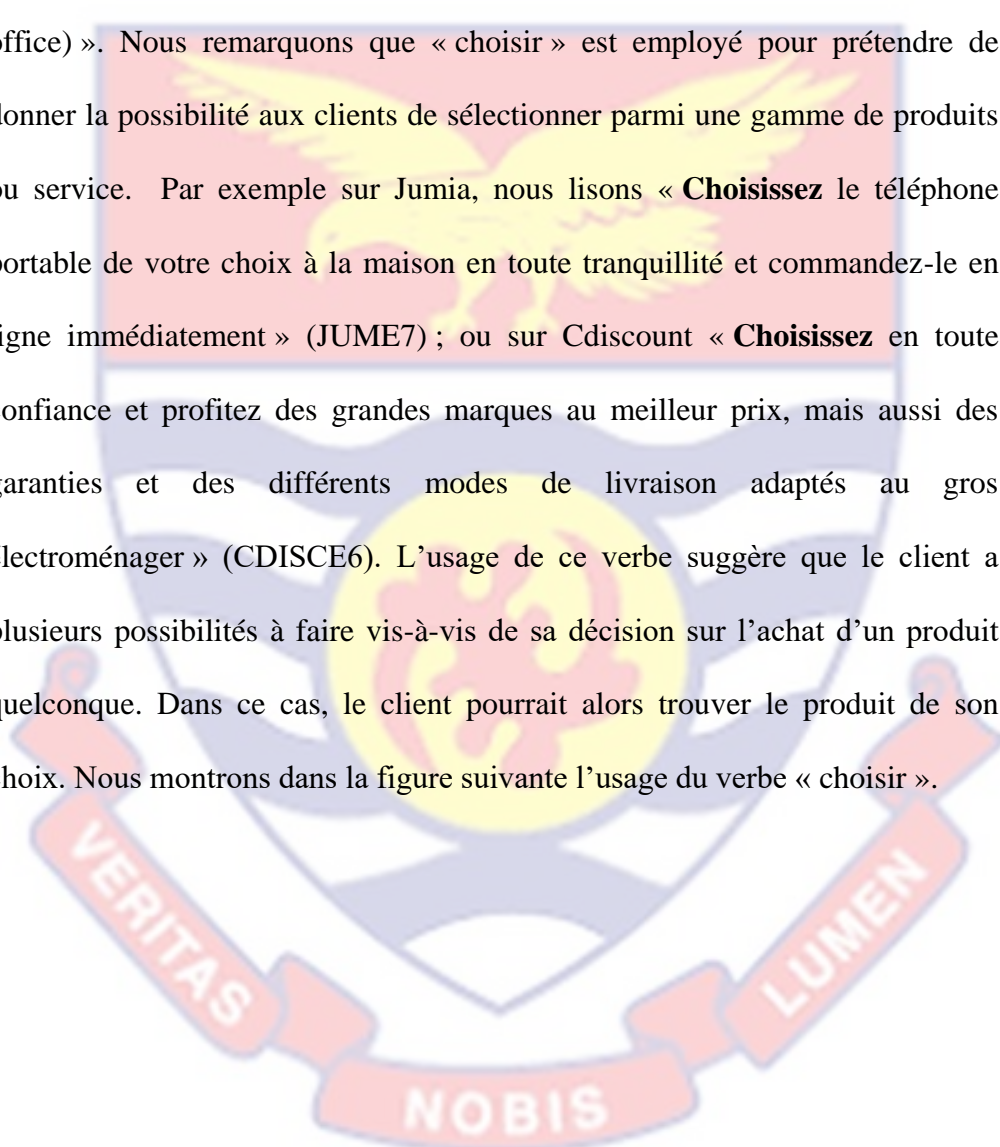 office) ». Nous remarquons que « choisir » est employé pour prétendre de
donner la possibilité aux clients de sélectionner parmi une gamme de produits
ou service. Par exemple sur Jumia, nous lisons « Choisissez le téléphone
portable de votre choix à la maison en toute tranquillité et commandez-le en
ligne immédiatement » (JUME7) ; ou sur Cdiscount « Choisissez en toute
confiance et profitez des grandes marques au meilleur prix, mais aussi des
garanties et des différents modes de livraison adaptés au gros
électroménager » (CDISCE6). L’usage de ce verbe suggère que le client a
plusieurs possibilités à faire vis-à-vis de sa décision sur l’achat d’un produit
quelconque. Dans ce cas, le client pourrait alors trouver le produit de son
choix. Nous montrons dans la figure suivante l’usage du verbe « choisir ».
VERITAS
NOBIS
LUMEN